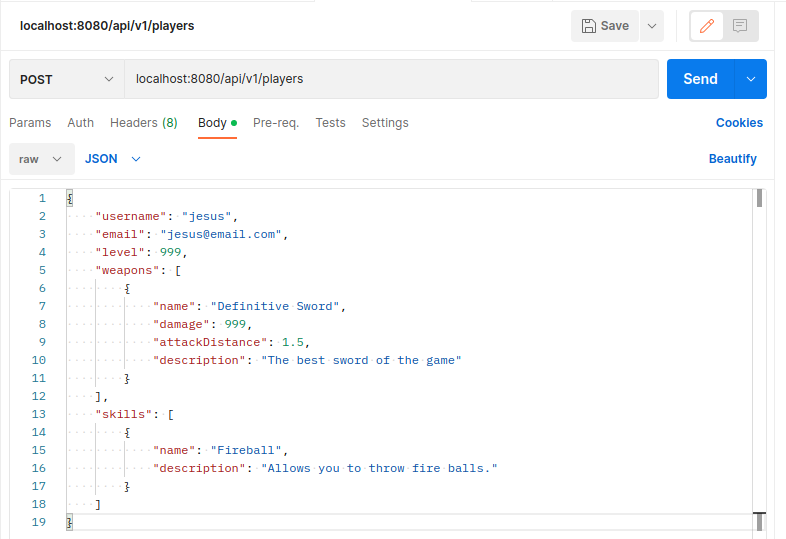 localhost:8080/api/v1/players
Save
POST
localhost:8080/api/v1/players
Send
Params Auth Headers (8) Body Pre-req. Tests Settings Cookies
raw JSON Beautify
1 {
2 "username": "jesus",
3 "email": "jesus@email.com",
4 "level": 999,
5 "weapons": [
6 {
7 "name": "Definitive Sword",
8 "damage": 999,
9 "attackDistance": 1.5,
10 "description": "The best sword of the game"
11 }
12 ],
13 "skills": [
14 {
15 "name": "Fireball",
16 "description": "Allows you to throw fire balls."
17 }
18 ]
19 }